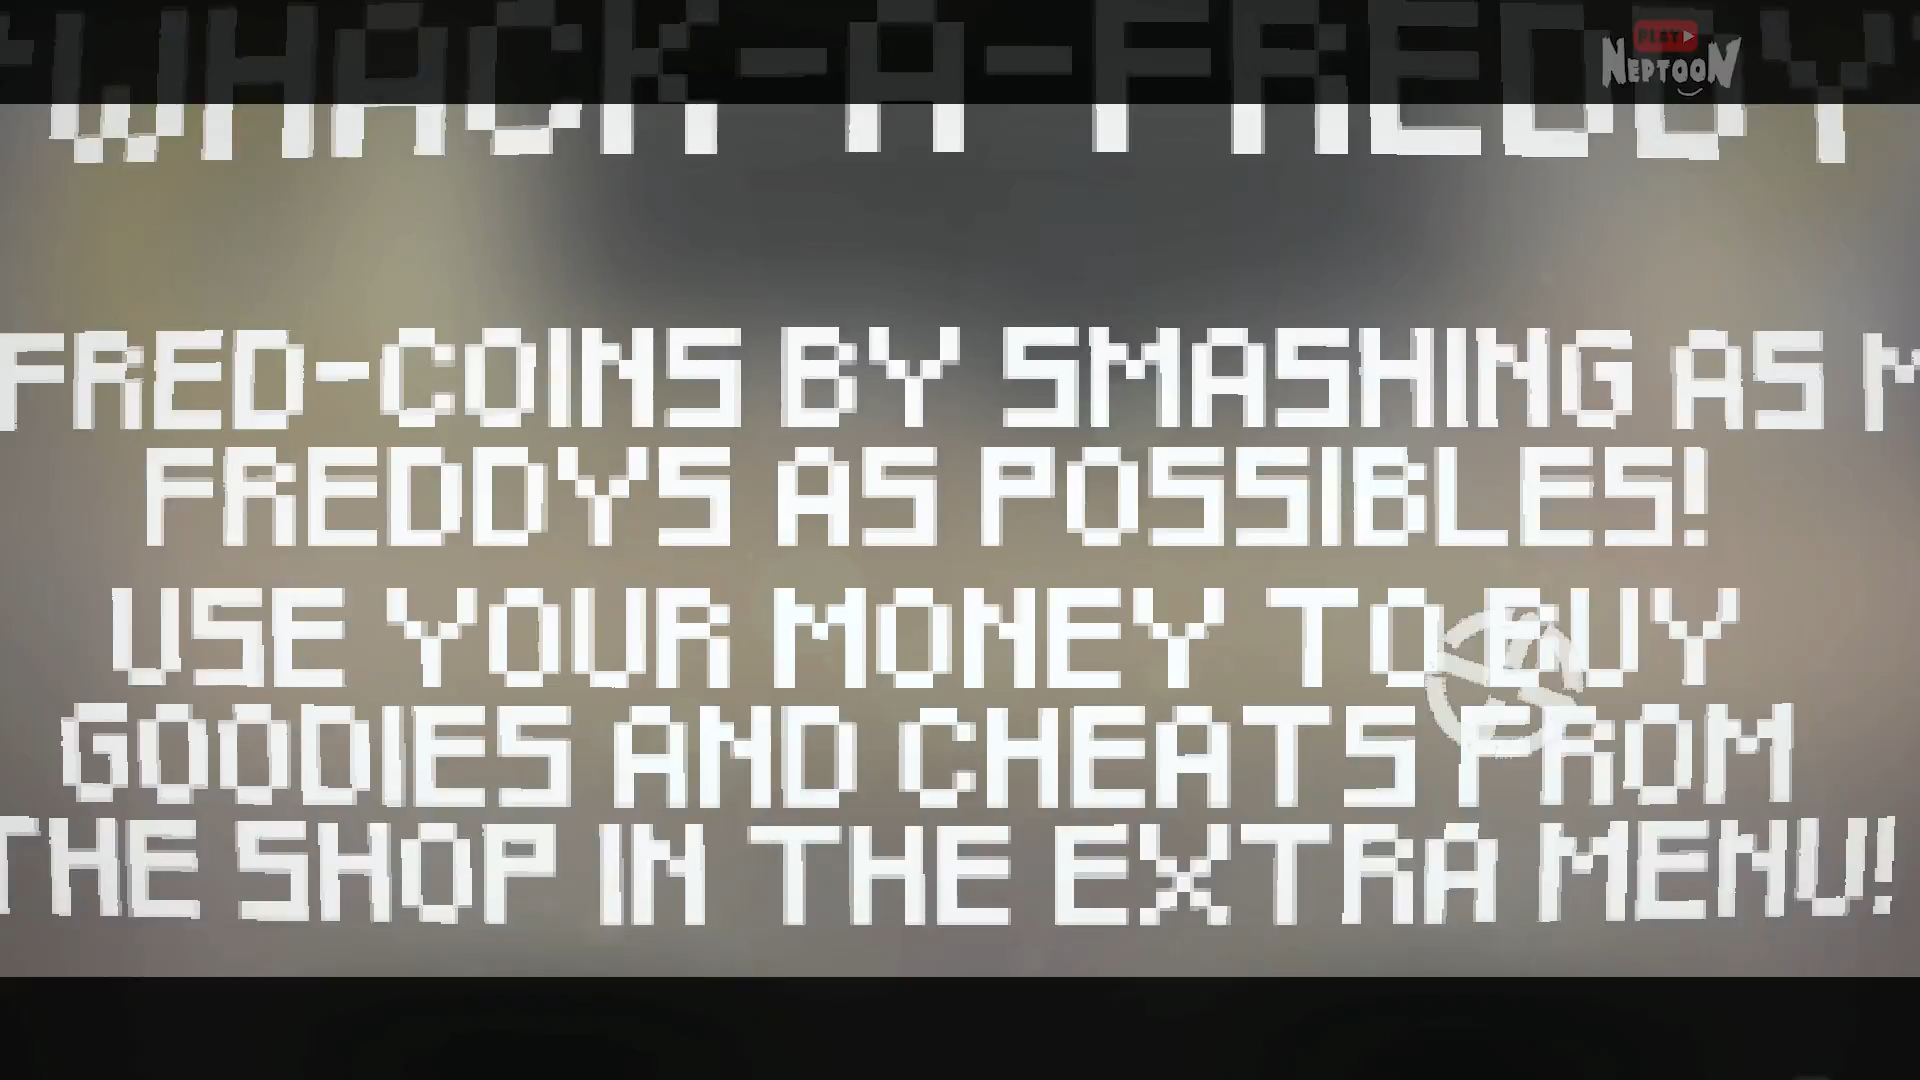 "WHACK-A-FREDDY"
PLAY
NEPTOON
FRED-COINS BY SMASHING AS M
FREDDYS AS POSSIBLES!
USE YOUR MONEY TO BUY
GOODIES AND CHEATS FROM
THE SHOP IN THE EXTRA MENU!